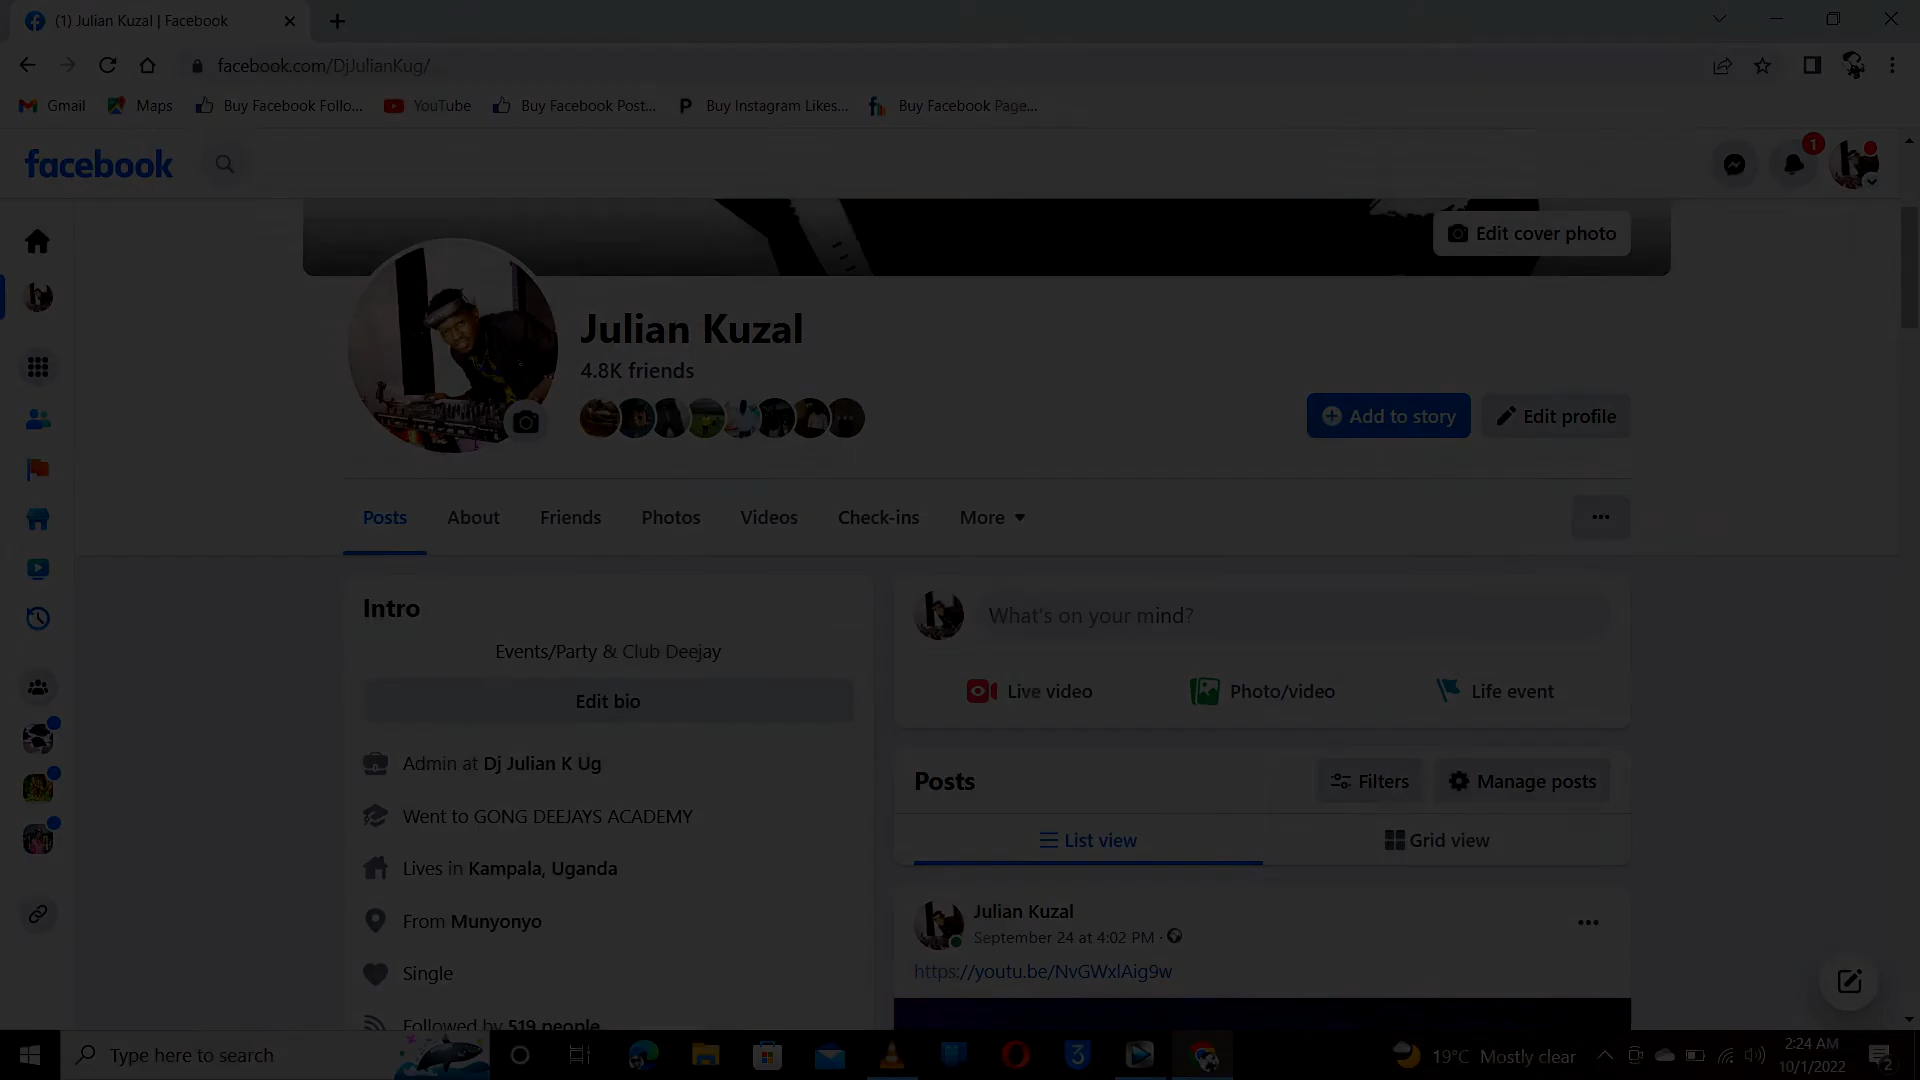 (1) Julian Kuzal | Facebook
facebook.com/DjJulianKug/
Gmail
Maps
Buy Facebook Follo...
YouTube
Buy Facebook Post...
Buy Instagram Likes...
Buy Facebook Page...
facebook
1
Edit cover photo
Julian Kuzal
4.8K friends
Add to story
Edit profile
Posts
About
Friends
Photos
Videos
Check-ins
More
Intro
Events/Party & Club Deejay
Edit bio
Admin at Dj Julian K Ug
Went to GONG DEEJAYS ACADEMY
Lives in Kampala, Uganda
From Munyonyo
Single
Followed by 519 people
What's on your mind?
Live video
Photo/video
Life event
Posts
Filters
Manage posts
List view
Grid view
Julian Kuzal
September 24 at 4:02 PM ·
https://youtu.be/NvGWxlAig9w
Type here to search
19°C Mostly clear
2:24 AM
10/1/2022
2